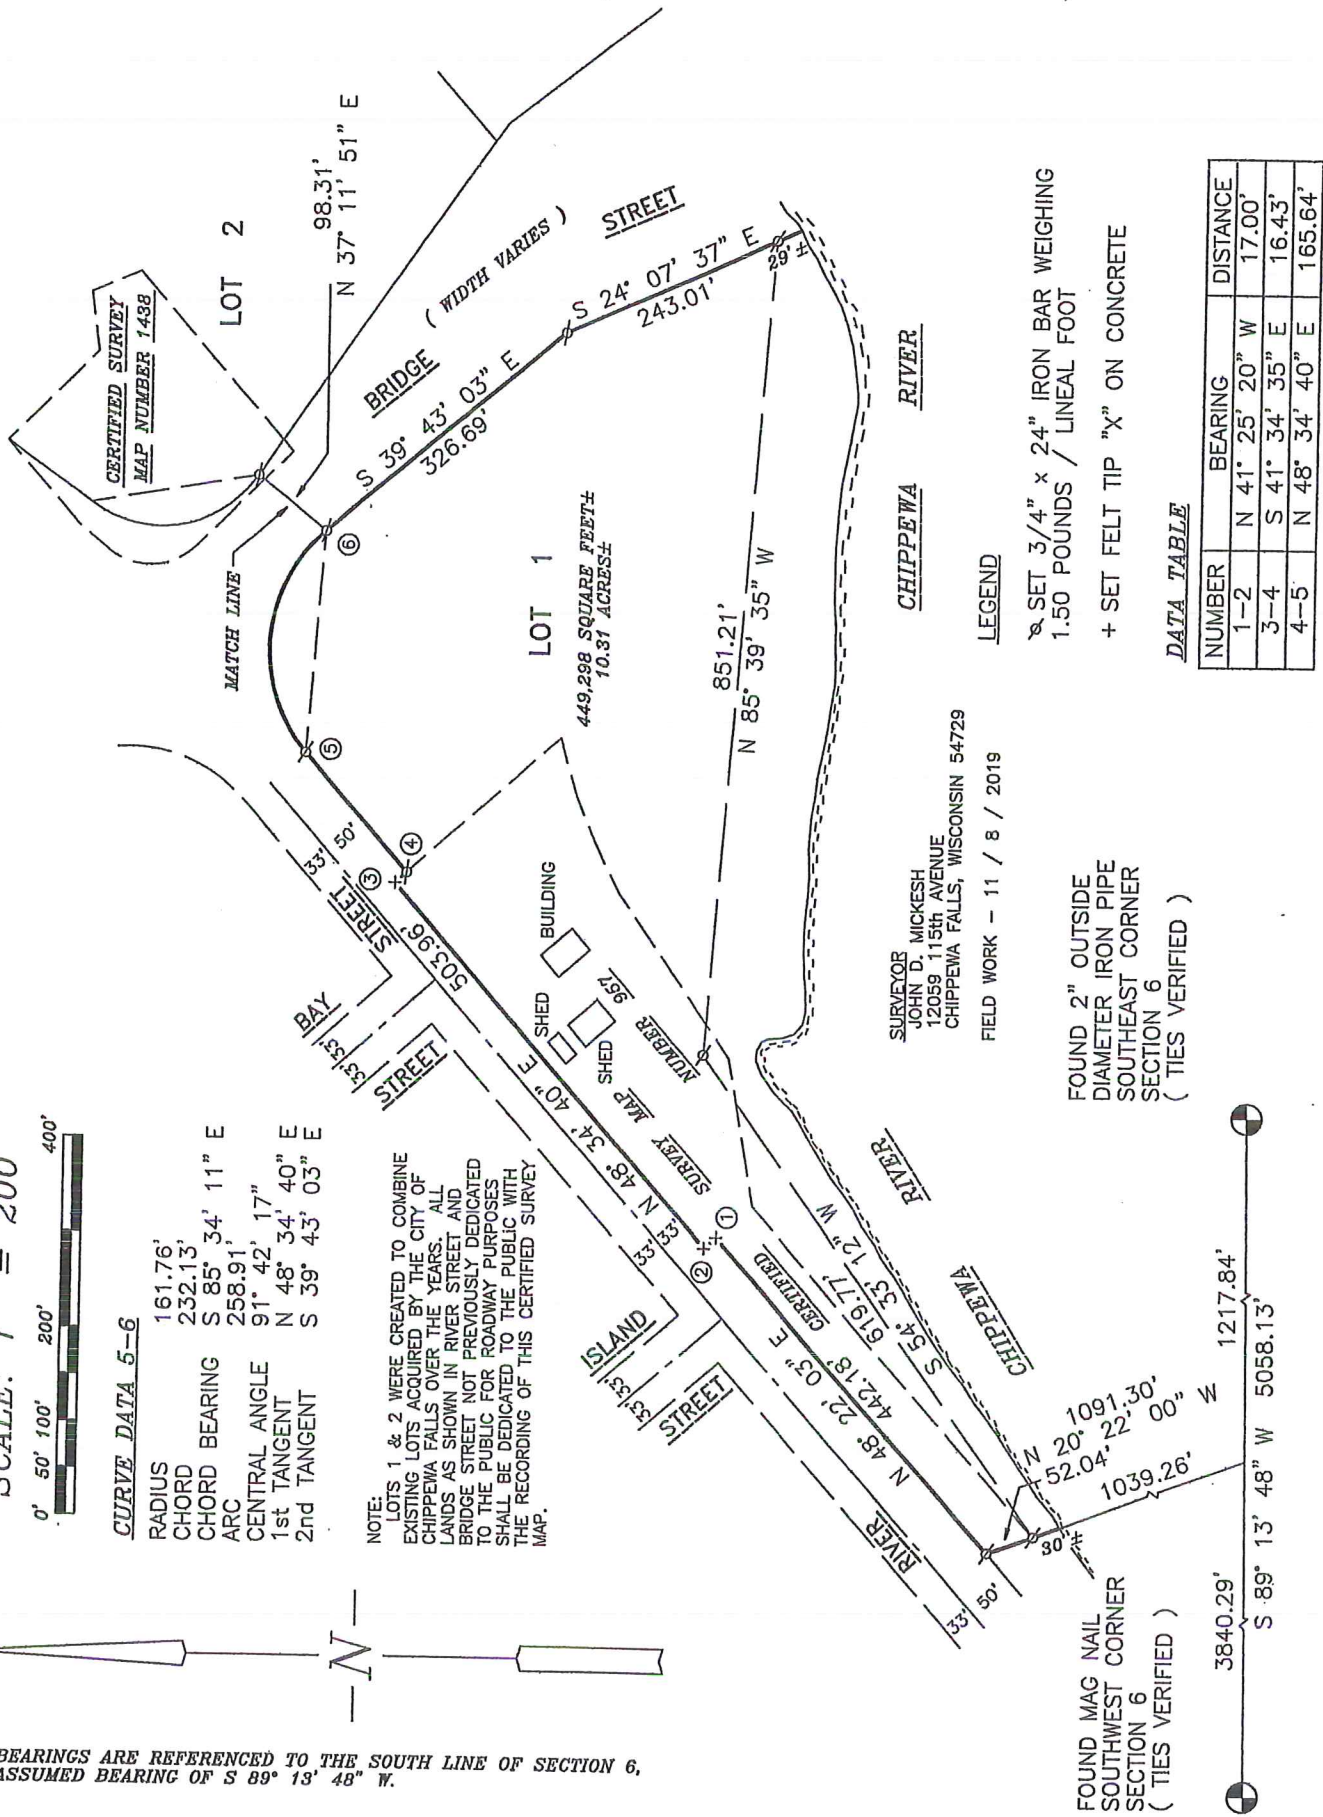 0' 50' 100' 200' 400'
CURVE DATA 5-6
RADIUS 161.76'
CHORD 232.13'
CHORD BEARING S 85° 34' 11" E
ARC 258.91'
CENTRAL ANGLE 91° 42' 17"
1st TANGENT N 48° 34' 40" E
2nd TANGENT S 39° 43' 03" E
NOTE:
LOTS 1 & 2 WERE CREATED TO COMBINE
EXISTING LOTS ACQUIRED BY THE CITY OF
CHIPPEWA FALLS OVER THE YEARS. ALL
LANDS AS SHOWN IN RIVER STREET AND
BRIDGE STREET NOT PREVIOUSLY DEDICATED
TO THE PUBLIC FOR ROADWAY PURPOSES
SHALL BE DEDICATED TO THE PUBLIC WITH
THE RECORDING OF THIS CERTIFIED SURVEY
MAP.
N
BEARINGS ARE REFERENCED TO THE SOUTH LINE OF SECTION 6,
ASSUMED BEARING OF S 89° 13' 48" W.
CERTIFIED SURVEY
MAP NUMBER 1438
LOT 2
98.31'
N 37° 11' 51" E
MATCH LINE
BRIDGE
STREET
( WIDTH VARIES )
S 39° 43' 03" E
326.69'
S 24° 07' 37" E
243.01'
29' ±
LOT 1
449,298 SQUARE FEET±
10.31 ACRES±
851.21'
N 85° 39' 35" W
6
5
4
3
50'
33'
STREET
503.96'
N 48° 34' 40" E
BAY
STREET
33' 33'
BUILDING
SHED
SHED
CERTIFIED
SURVEY
MAP
NUMBER
967
33' 33'
1
2
ISLAND
STREET
33' 33'
N 48° 22' 03" E
442.18'
619.77'
S 54° 33' 12" W
RIVER
33'
50'
30' ±
CHIPPEWA
RIVER
CHIPPEWA
RIVER
1091.30'
N 20° 22' 00" W
52.04'
1039.26'
LEGEND
SET 3/4" x 24" IRON BAR WEIGHING
1.50 POUNDS / LINEAL FOOT
+ SET FELT TIP "X" ON CONCRETE
DATA TABLE
NUMBER BEARING DISTANCE
1-2 N 41° 25' 20" W 17.00'
3-4 S 41° 34' 35" E 16.43'
4-5 N 48° 34' 40" E 165.64'
SURVEYOR
JOHN D. MICKESH
12059 115th AVENUE
CHIPPEWA FALLS, WISCONSIN 54729
FIELD WORK - 11 / 8 / 2019
FOUND 2" OUTSIDE
DIAMETER IRON PIPE
SOUTHEAST CORNER
SECTION 6
( TIES VERIFIED )
FOUND MAG NAIL
SOUTHWEST CORNER
SECTION 6
( TIES VERIFIED )
3840.29'
1217.84'
S 89° 13' 48" W 5058.13'